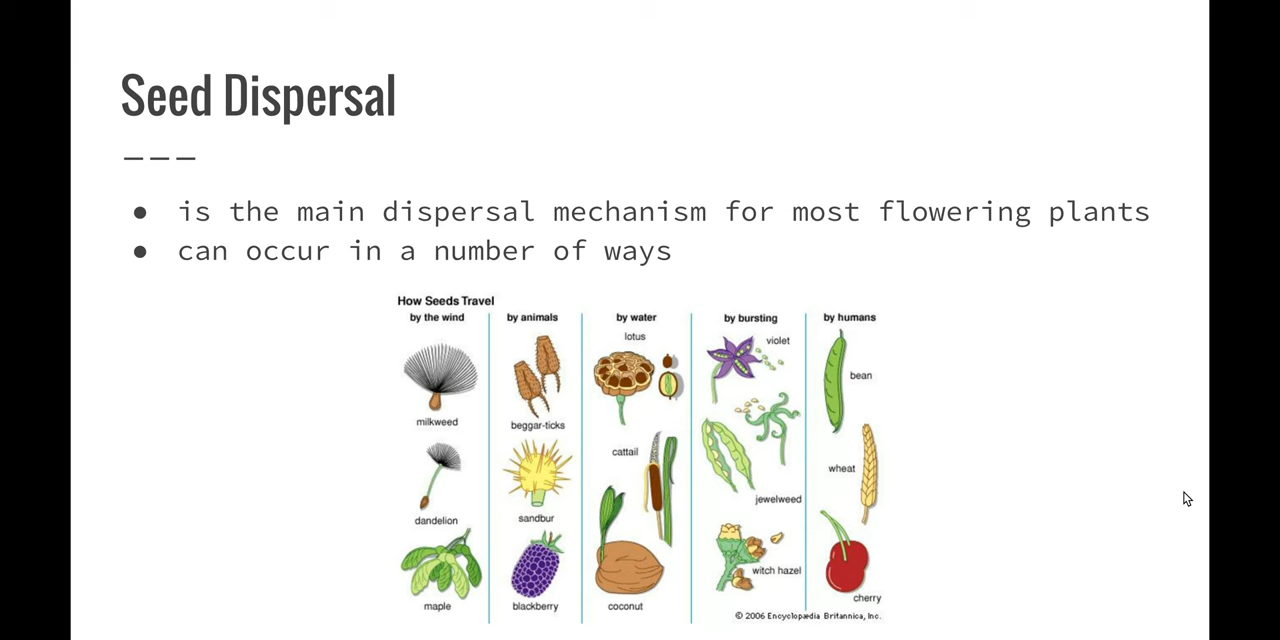 Seed Dispersal
● is the main dispersal mechanism for most flowering plants
● can occur in a number of ways
How Seeds Travel
by the wind by animals by water by bursting by humans
milkweed
dandelion
maple
beggar-ticks
sandbur
blackberry
lotus
cattail
coconut
violet
jewelweed
witch hazel
bean
wheat
cherry
© 2006 Encyclopædia Britannica, Inc.